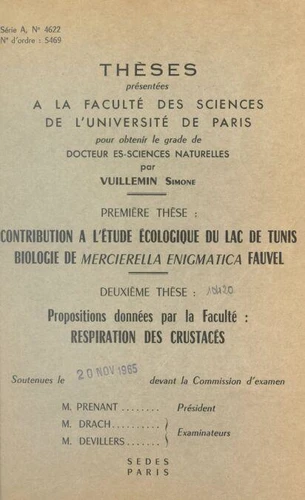 Série A, N° 4622
N° d'ordre : 5469
THÈSES
présentées
A LA FACULTÉ DES SCIENCES
DE L'UNIVERSITÉ DE PARIS
pour obtenir le grade de
DOCTEUR ES-SCIENCES NATURELLES
par
VUILLEMIN SIMONE
PREMIÈRE THÈSE :
CONTRIBUTION A L'ÉTUDE ÉCOLOGIQUE DU LAC DE TUNIS
BIOLOGIE DE MERCIERELLA ENIGMATICA FAUVEL
DEUXIÈME THÈSE :
Propositions données par la Faculté :
RESPIRATION DES CRUSTACÉS
Soutenues le 20 NOV 1965 devant la Commission d'examen
M. PRENANT ........ Président
M. DRACH .......... } Examinateurs
M. DEVILLERS ..... }
SEDES
PARIS